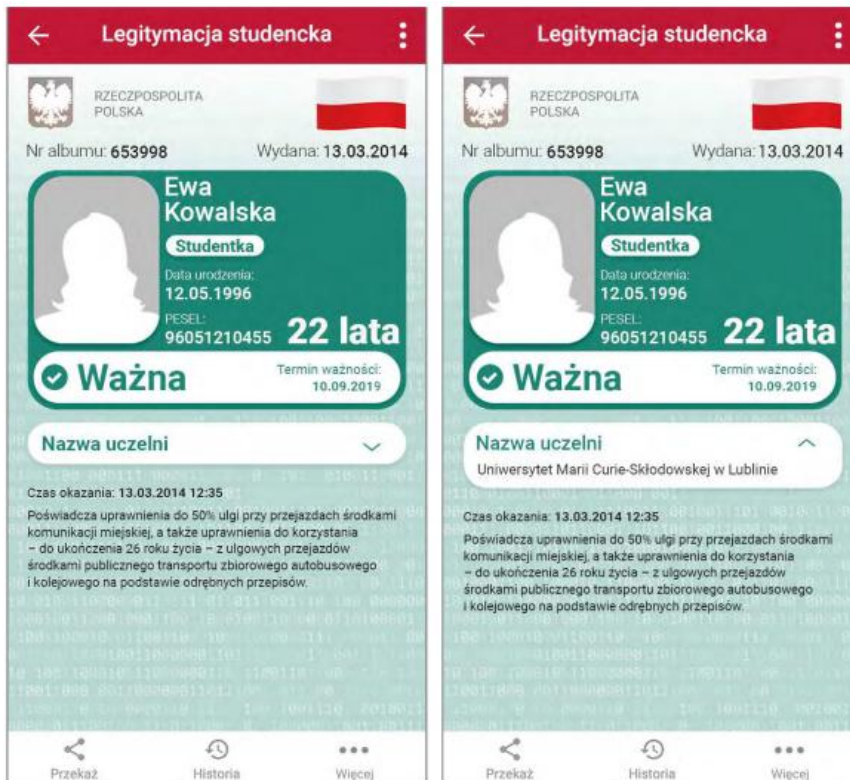 Legitymacja studencka
RZECZPOSPOLITA
POLSKA
Nr albumu: 653998 Wydana: 13.03.2014
Ewa
Kowalska
Studentka
Data urodzenia:
12.05.1996
PESEL:
96051210455 22 lata
Ważna
Termin ważności:
10.09.2019
Nazwa uczelni
Czas okazania: 13.03.2014 12:35
Poświadcza uprawnienia do 50% ulgi przy przejazdach środkami
komunikacji miejskiej, a także uprawnienia do korzystania
– do ukończenia 26 roku życia – z ulgowych przejazdów
środkami publicznego transportu zbiorowego autobusowego
i kolejowego na podstawie odrębnych przepisów.
Przekaż Historia Więcej
Legitymacja studencka
RZECZPOSPOLITA
POLSKA
Nr albumu: 653998 Wydana: 13.03.2014
Ewa
Kowalska
Studentka
Data urodzenia:
12.05.1996
PESEL:
96051210455 22 lata
Ważna
Termin ważności:
10.09.2019
Nazwa uczelni
Uniwersytet Marii Curie-Skłodowskej w Lublinie
Czas okazania: 13.03.2014 12:35
Poświadcza uprawnienia do 50% ulgi przy przejazdach środkami
komunikacji miejskiej, a także uprawnienia do korzystania
– do ukończenia 26 roku życia – z ulgowych przejazdów
środkami publicznego transportu zbiorowego autobusowego
i kolejowego na podstawie odrębnych przepisów.
Przekaż Historia Więcej